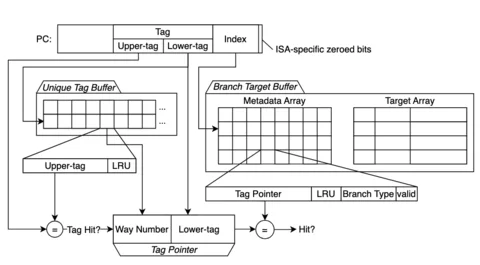 Tag
PC:
Upper-tag
Lower-tag
Index
ISA-specific zeroed bits
Unique Tag Buffer
...
...
Branch Target Buffer
Metadata Array
Target Array
Upper-tag
LRU
Tag Pointer
LRU
Branch Type
valid
=
Tag Hit?
Way Number
Lower-tag
=
Hit?
Tag Pointer